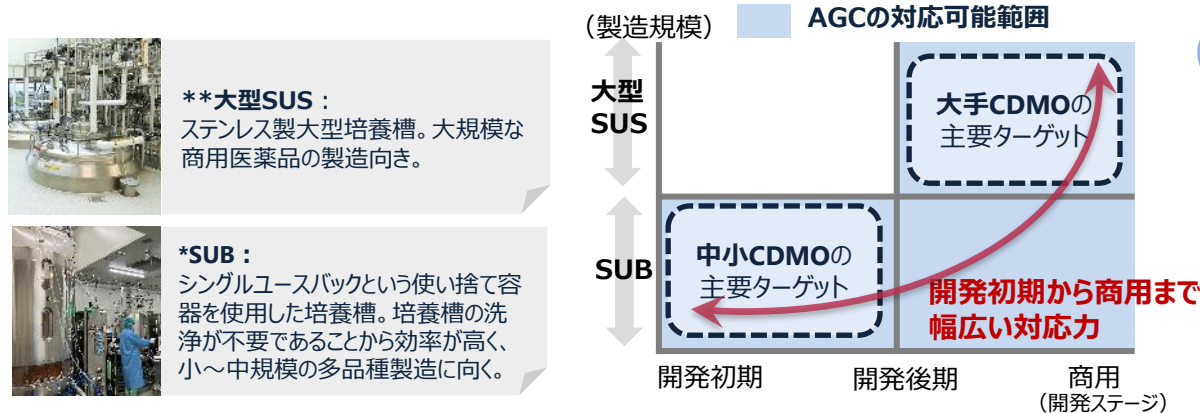 **大型SUS：
ステンレス製大型培養槽。大規模な
商用医薬品の製造向き。
*SUB：
シングルユースバックという使い捨て容
器を使用した培養槽。培養槽の洗
浄が不要であることから効率が高く、
小～中規模の多品種製造に向く。
（製造規模）
AGCの対応可能範囲
大型
SUS
大手CDMOの
主要ターゲット
SUB
中小CDMOの
主要ターゲット
開発初期から商用まで
幅広い対応力
開発初期
開発後期
商用
（開発ステージ）